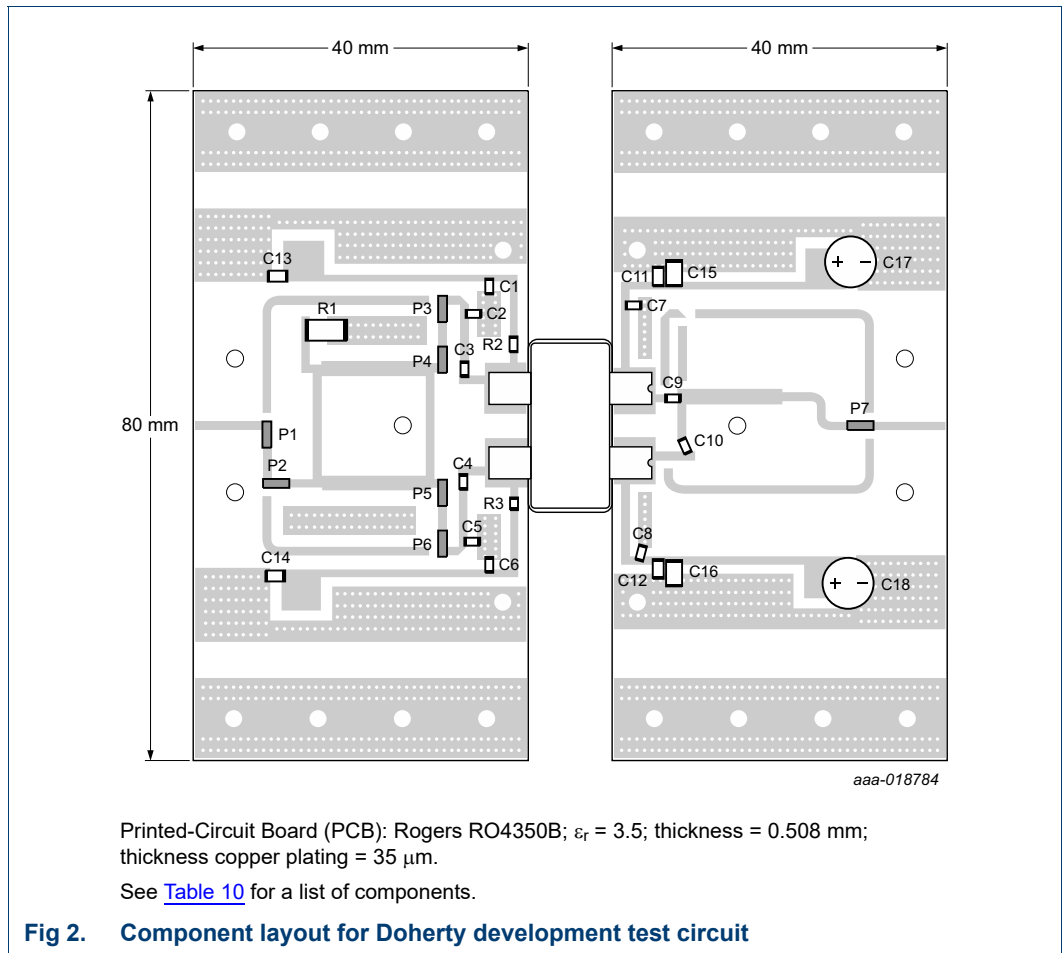 40 mm
40 mm
80 mm
C13
C1
R1
P3
C2
C3
R2
P4
P1
P2
C4
P5
R3
C5
P6
C14
C6
C11
C15
C17
C7
C9
P7
C10
C8
C12
C16
C18
aaa-018784
Printed-Circuit Board (PCB): Rogers RO4350B; εr = 3.5; thickness = 0.508 mm;
thickness copper plating = 35 μm.
See Table 10 for a list of components.
Fig 2. Component layout for Doherty development test circuit